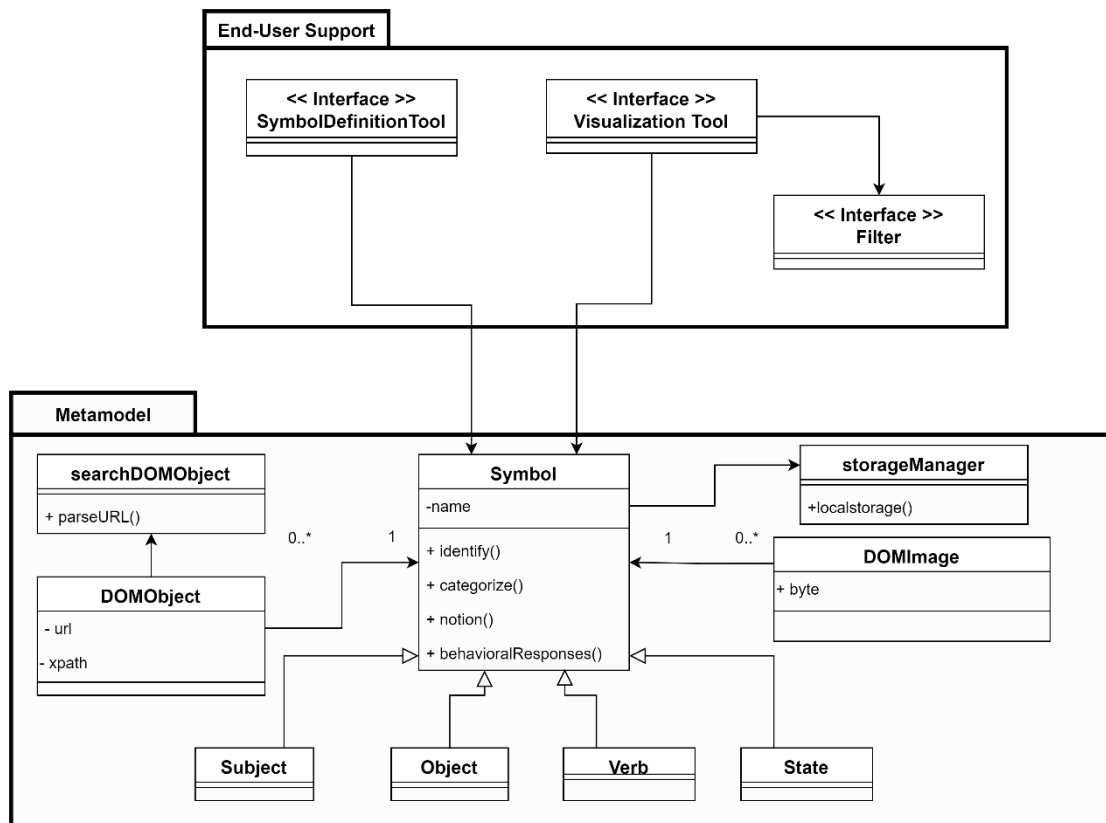 End-User Support
<< Interface >>
SymbolDefinitionTool
<< Interface >>
Visualization Tool
<< Interface >>
Filter
Metamodel
searchDOMObject
+ parseURL()
Symbol
-name
+ identify()
+ categorize()
+ notion()
+ behavioralResponses()
storageManager
+localstorage()
0..*
1
1
0..*
DOMImage
+ byte
DOMObject
- url
- xpath
Subject
Object
Verb
State